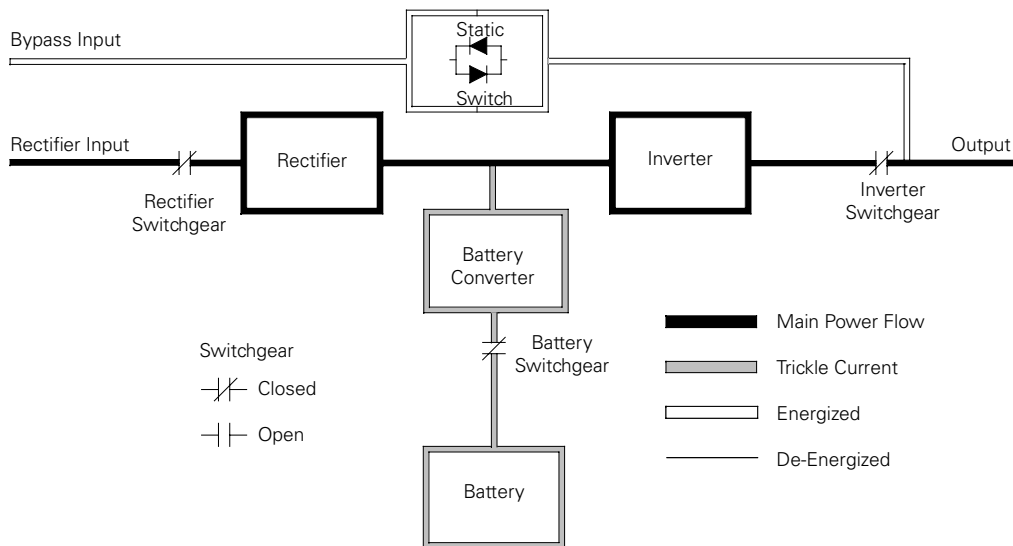 Static
Bypass Input
Switch
Rectifier Input
Rectifier
Inverter
Output
Rectifier
Switchgear
Inverter
Switchgear
Battery
Converter
Battery
Switchgear
Battery
Switchgear
Closed
Open
Main Power Flow
Trickle Current
Energized
De-Energized